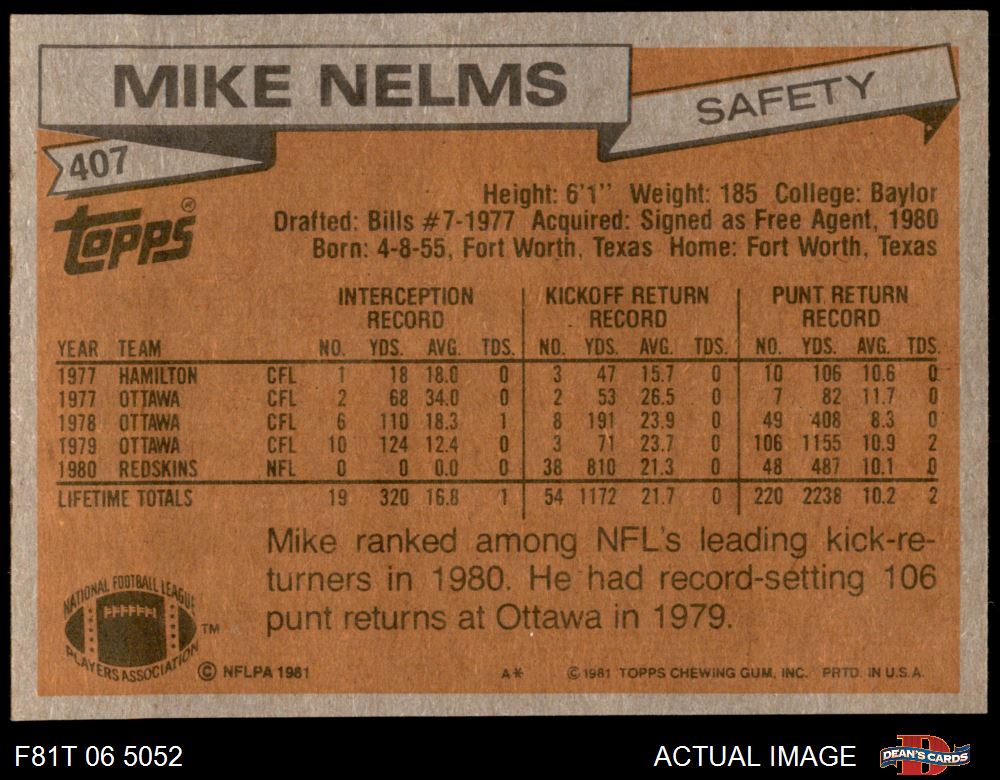 MIKE NELMS
SAFETY
407
Topps®
Height: 6'1" Weight: 185 College: Baylor
Drafted: Bills #7-1977 Acquired: Signed as Free Agent, 1980
Born: 4-8-55, Fort Worth, Texas Home: Fort Worth, Texas
INTERCEPTION RECORD KICKOFF RETURN RECORD PUNT RETURN RECORD
YEAR TEAM NO. YDS. AVG. TDS. NO. YDS. AVG. TDS. NO. YDS. AVG. TDS.
1977 HAMILTON CFL 1 18 18.0 0 3 47 15.7 0 10 106 10.6 0
1977 OTTAWA CFL 2 68 34.0 0 2 53 26.5 0 7 82 11.7 0
1978 OTTAWA CFL 6 110 18.3 1 8 191 23.9 0 49 408 8.3 0
1979 OTTAWA CFL 10 124 12.4 0 3 71 23.7 0 106 1155 10.9 2
1980 REDSKINS NFL 0 0 0.0 0 38 810 21.3 0 48 487 10.1 0
LIFETIME TOTALS 19 320 16.8 1 54 1172 21.7 0 220 2238 10.2 2
Mike ranked among NFL's leading kick-re-
turners in 1980. He had record-setting 106
punt returns at Ottawa in 1979.
NATIONAL FOOTBALL LEAGUE
PLAYERS ASSOCIATION
TM
© NFLPA 1981 A* © 1981 TOPPS CHEWING GUM, INC. PRTD. IN U.S.A.
F81T 06 5052 ACTUAL IMAGE DEAN'S CARDS